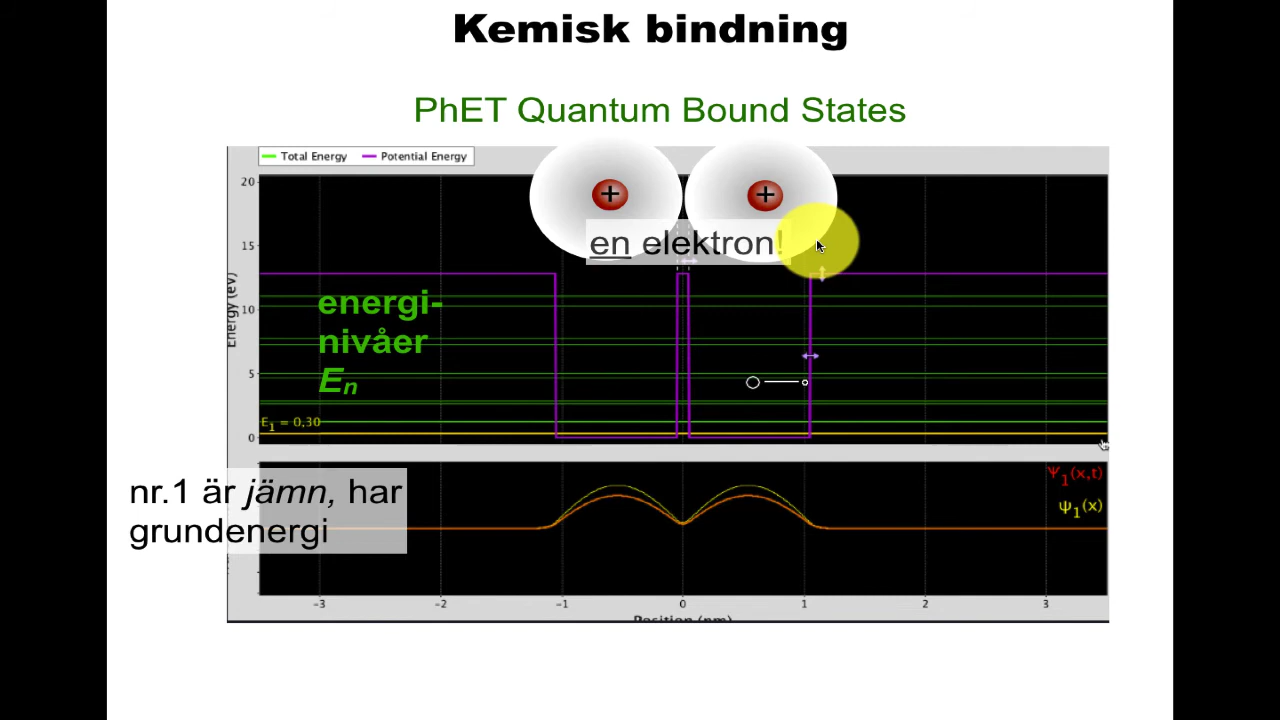 Kemisk bindning
PhET Quantum Bound States
Total Energy Potential Energy
+ +
en elektron!
20
15
10
5
0
Energy (eV)
energi-
nivåer
En
E1 = 0,30
nr.1 är jämn, har
grundenergi
Ψ1(x,t)
ψ1(x)
−3 −2 −1 0 1 2 3
Position (nm)